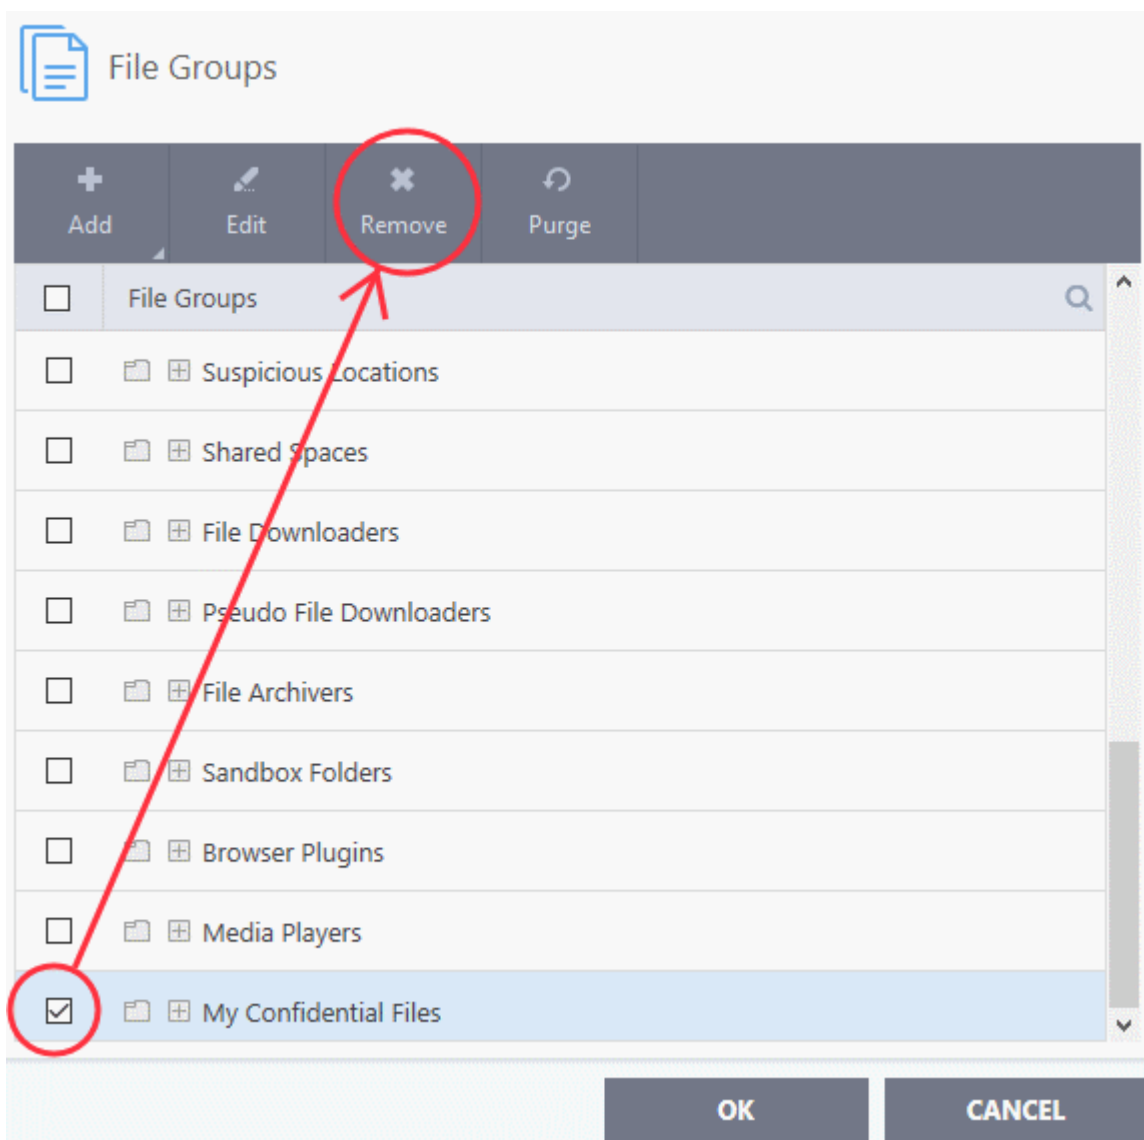 File Groups
Add Edit Remove Purge
File Groups
Suspicious Locations
Shared Spaces
File Downloaders
Pseudo File Downloaders
File Archivers
Sandbox Folders
Browser Plugins
Media Players
My Confidential Files
OK CANCEL